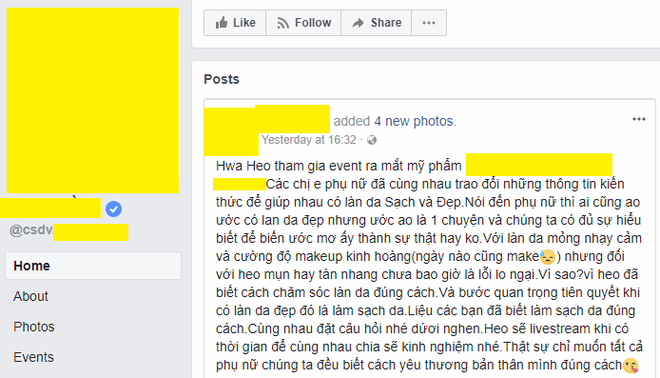 Like
Follow
Share
Posts
added 4 new photos.
Yesterday at 16:32 ·
@csdv.
Home
About
Photos
Events
Hwa Heo tham gia event ra mắt mỹ phẩm
Các chị e phụ nữ đã cùng nhau trao đổi những thông tin kiến
thức để giúp nhau có làn da Sạch và Đẹp.Nói đến phụ nữ thì ai cũng ao
ước có lan da đẹp nhưng ước ao là 1 chuyện và chúng ta có đủ sự hiểu
biết để biến ước mơ ấy thành sự thật hay ko.Với làn da mỏng nhạy cảm
và cường độ makeup kinh hoàng(ngày nào cũng make😓) nhưng đối
với heo mụn hay tàn nhang chưa bao giờ là lỗi lo ngại.Vì sao?vì heo đã
biết cách chăm sóc làn da đúng cách.Và bước quan trọng tiên quyết khi
có làn da đẹp đó là làm sạch da.Liệu các bạn đã biết làm sạch da đúng
cách.Cùng nhau đặt câu hỏi nhé dưới nghen.Heo sẽ livestream khi có
thời gian để cùng nhau chia sẽ kinh nghiệm nhé.Thật sự chỉ muốn tất cả
phụ nữ chúng ta đều biết cách yêu thương bản thân mình đúng cách😘